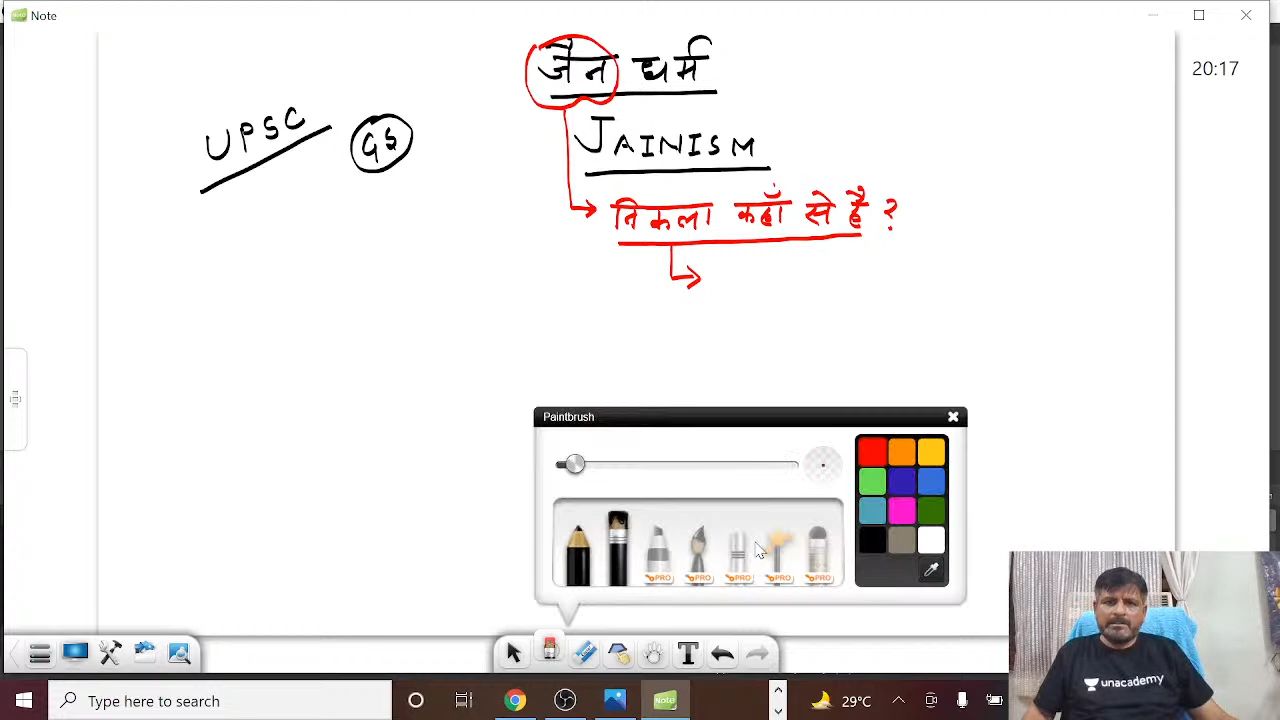 Note
20:17
जैन धर्म
UPSC GS
JAINISM
निकला कहाँ से है ?
Paintbrush
PRO PRO PRO PRO PRO
unacademy
T
Type here to search
29°C